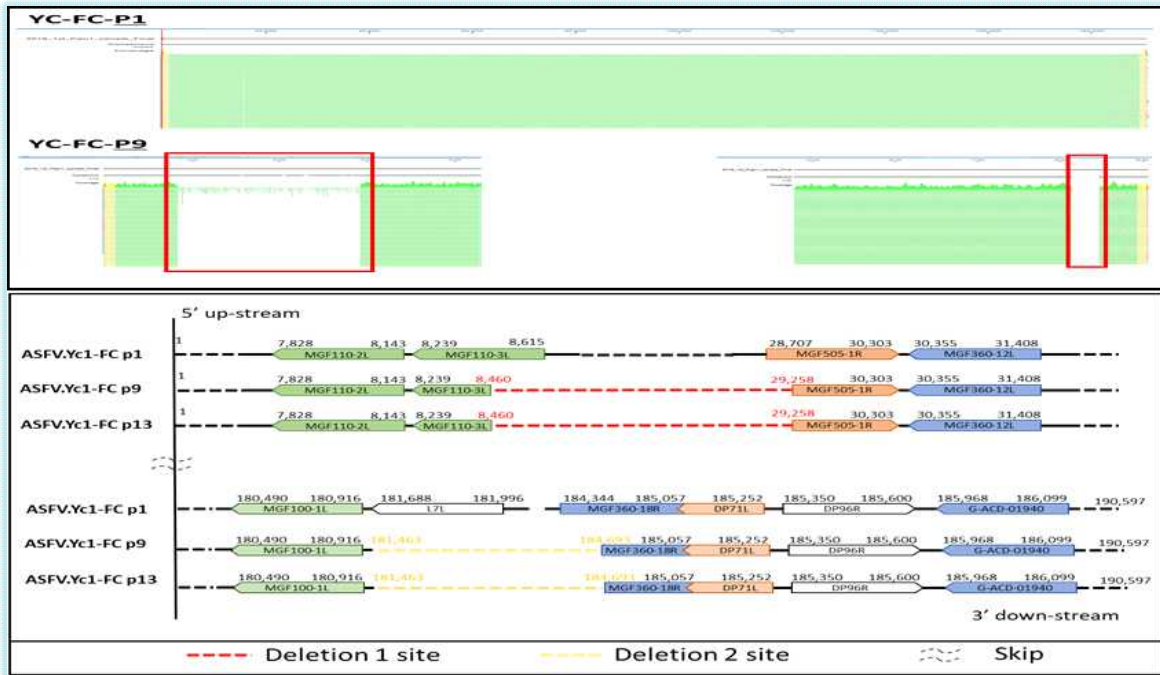 YC-FC-P1
YC-FC-P9
5' up-stream
1 7,828 8,143 8,239 8,615 28,707 30,303 30,355 31,408
ASFV.Yc1-FC p1 MGF110-2L MGF110-3L MGF505-1R MGF360-12L
1 7,828 8,143 8,239 8,460 29,258 30,303 30,355 31,408
ASFV.Yc1-FC p9 MGF110-2L MGF110-3L MGF505-1R MGF360-12L
1 7,828 8,143 8,239 8,460 29,258 30,303 30,355 31,408
ASFV.Yc1-FC p13 MGF110-2L MGF110-3L MGF505-1R MGF360-12L
180,490 180,916 181,688 181,996 184,344 185,057 185,252 185,350 185,600 185,968 186,099 190,597
ASFV.Yc1-FC p1 MGF100-1L L7L MGF360-18R DP71L DP96R G-ACD-01940
180,490 180,916 181,463 184,693 185,057 185,252 185,350 185,600 185,968 186,099 190,597
ASFV.Yc1-FC p9 MGF100-1L MGF360-18R DP71L DP96R G-ACD-01940
180,490 180,916 181,463 184,693 185,057 185,252 185,350 185,600 185,968 186,099 190,597
ASFV.Yc1-FC p13 MGF100-1L MGF360-18R DP71L DP96R G-ACD-01940
3' down-stream
Deletion 1 site Deletion 2 site Skip